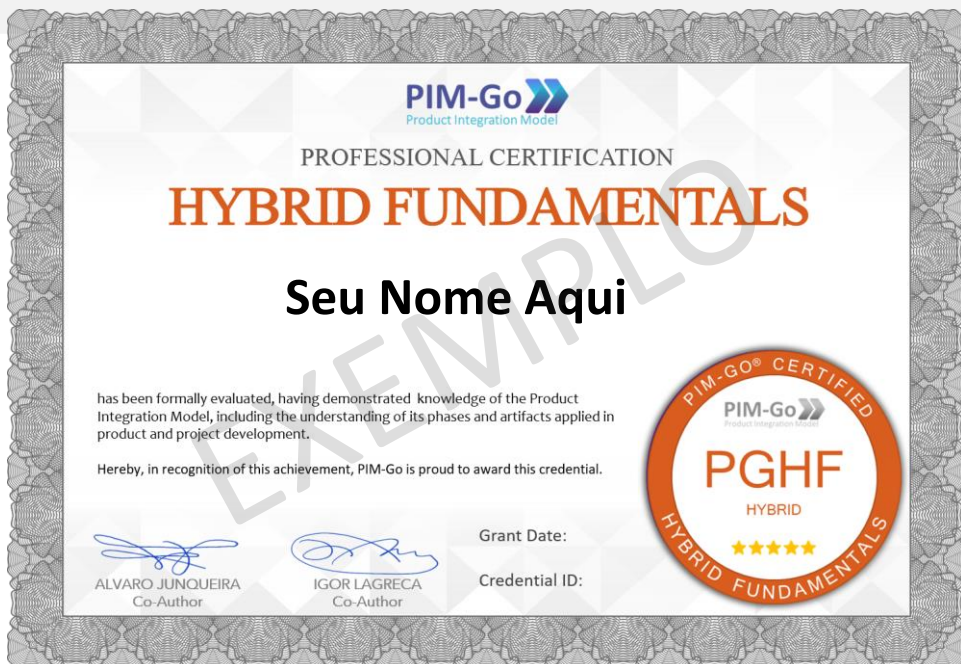 PIM-Go
Product Integration Model
PROFESSIONAL CERTIFICATION
HYBRID FUNDAMENTALS
Seu Nome Aqui
EXEMPLO
has been formally evaluated, having demonstrated knowledge of the Product
Integration Model, including the understanding of its phases and artifacts applied in
product and project development.
Hereby, in recognition of this achievement, PIM-Go is proud to award this credential.
ALVARO JUNQUEIRA
Co-Author
IGOR LAGRECA
Co-Author
Grant Date:
Credential ID:
PIM-GO® CERTIFIED
PIM-Go
Product Integration Model
PGHF
HYBRID
HYBRID FUNDAMENTALS